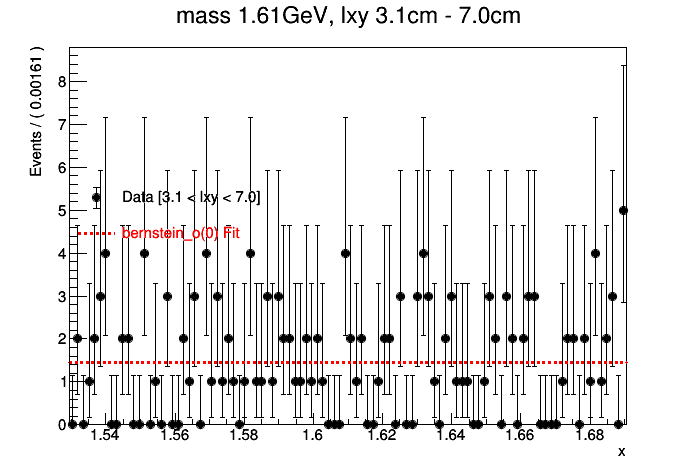 mass 1.61GeV, lxy 3.1cm - 7.0cm
Events / ( 0.00161 )
8
7
6
5
4
3
2
1
0
Data [3.1 < lxy < 7.0]
bernstein_o(0) Fit
1.54 1.56 1.58 1.6 1.62 1.64 1.66 1.68
x